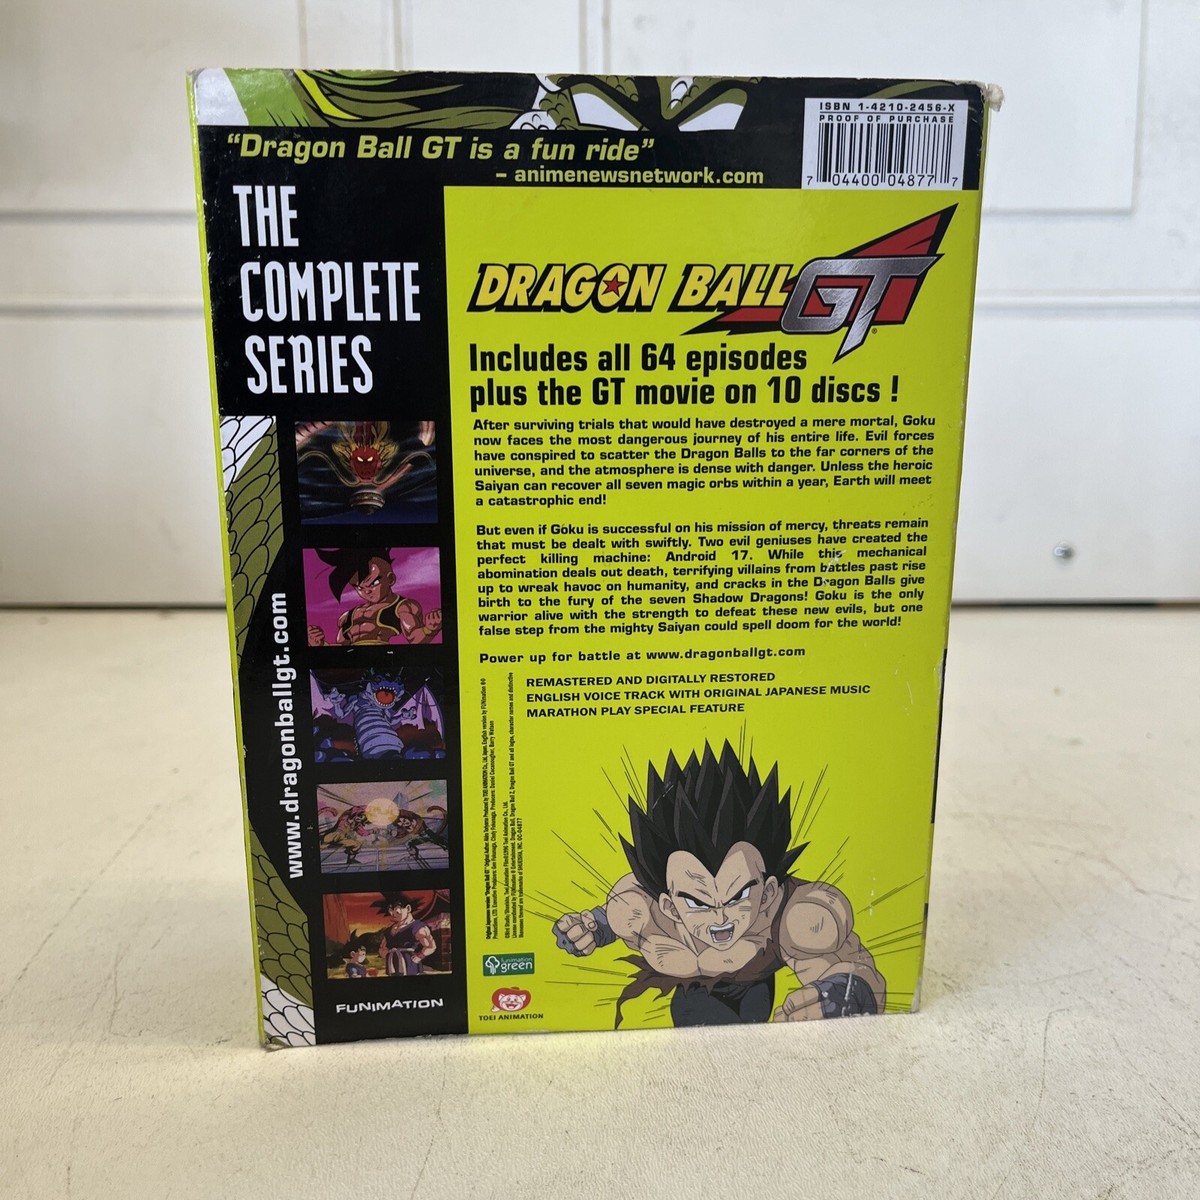 ISBN 1-4210-2456-X
PROOF OF PURCHASE
7 04400 04877 7
“Dragon Ball GT is a fun ride”
– animenewsnetwork.com
THE
COMPLETE
SERIES
www.dragonballgt.com
FUNIMATION
DRAGON BALL GT
Includes all 64 episodes
plus the GT movie on 10 discs !
After surviving trials that would have destroyed a mere mortal, Goku
now faces the most dangerous journey of his entire life. Evil forces
have conspired to scatter the Dragon Balls to the far corners of the
universe, and the atmosphere is dense with danger. Unless the heroic
Saiyan can recover all seven magic orbs within a year, Earth will meet
a catastrophic end!
But even if Goku is successful on his mission of mercy, threats remain
that must be dealt with swiftly. Two evil geniuses have created the
perfect killing machine: Android 17. While this mechanical
abomination deals out death, terrifying villains from battles past rise
up to wreak havoc on humanity, and cracks in the Dragon Balls give
birth to the fury of the seven Shadow Dragons! Goku is the only
warrior alive with the strength to defeat these new evils, but one
false step from the mighty Saiyan could spell doom for the world!
Power up for battle at www.dragonballgt.com
REMASTERED AND DIGITALLY RESTORED
ENGLISH VOICE TRACK WITH ORIGINAL JAPANESE MUSIC
MARATHON PLAY SPECIAL FEATURE
funimation
green
TOEI ANIMATION